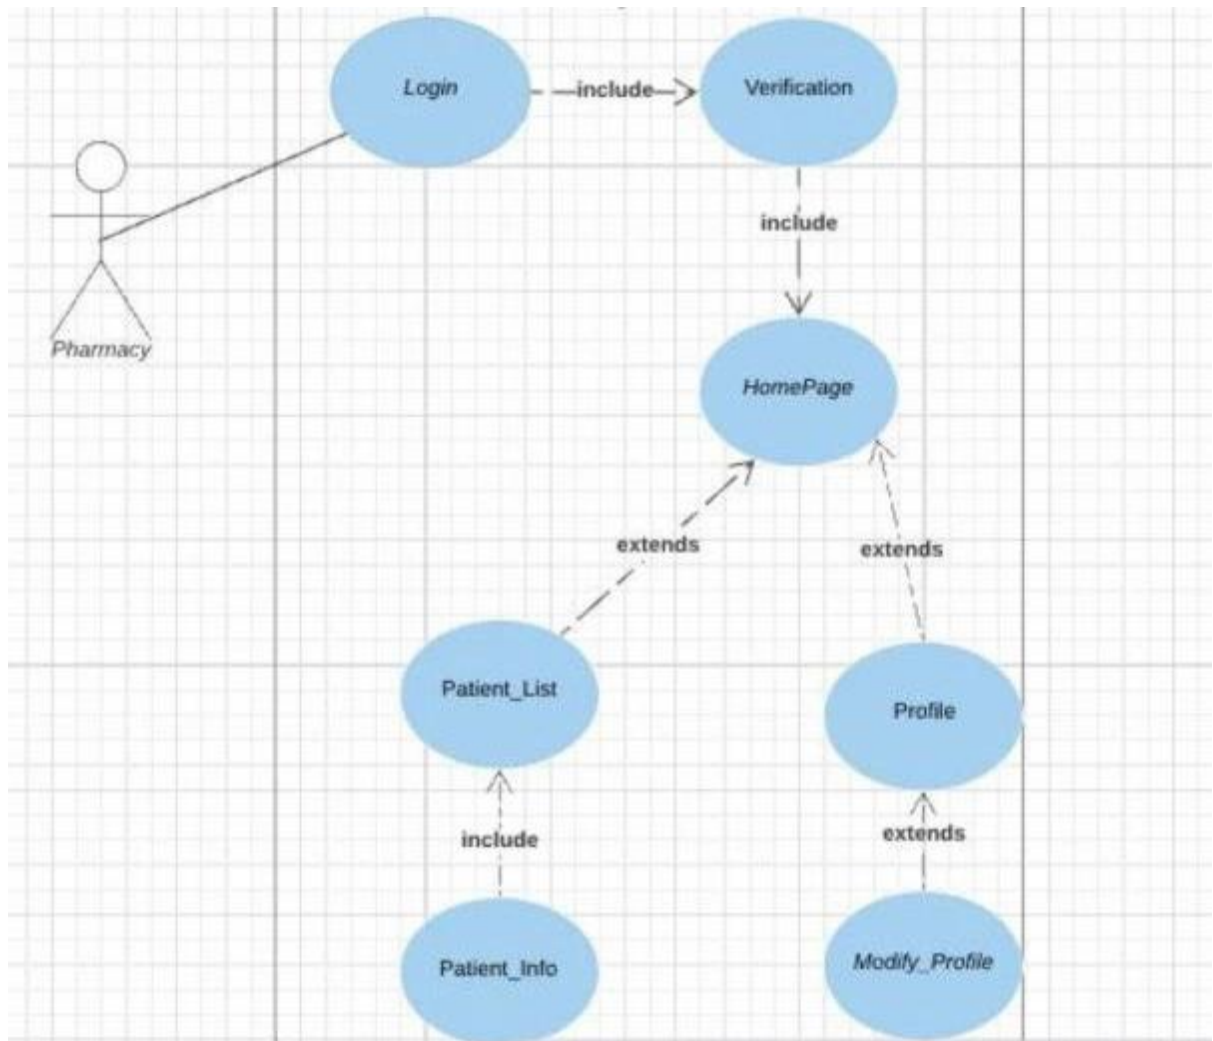 Login
include
Verification
include
Pharmacy
HomePage
extends
extends
Patient_List
Profile
include
extends
Patient_Info
Modify_Profile